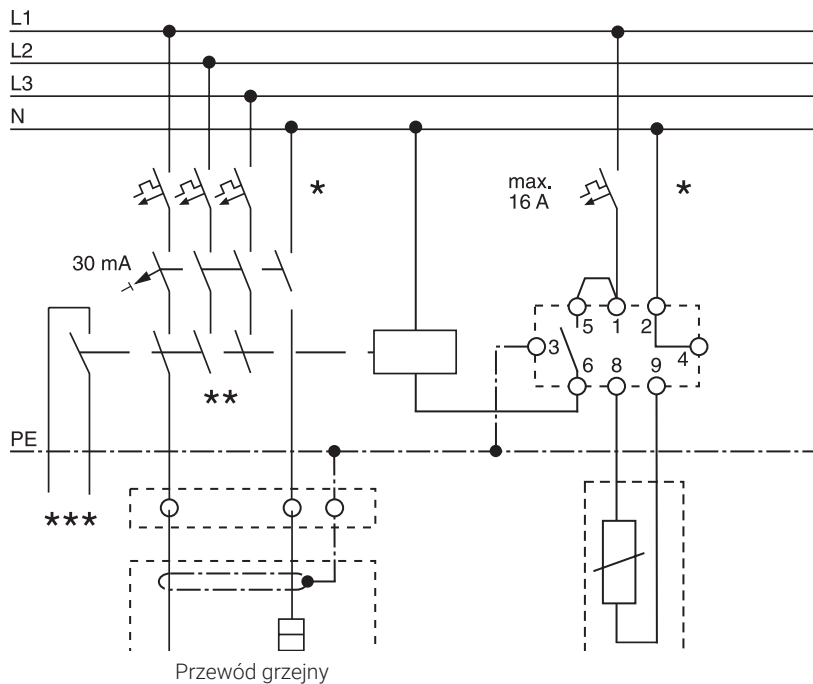 L1
L2
L3
N
*
max.
16 A
*
30 mA
5 1 2
3
4
6 8 9
**
PE
***
Przewód grzejny